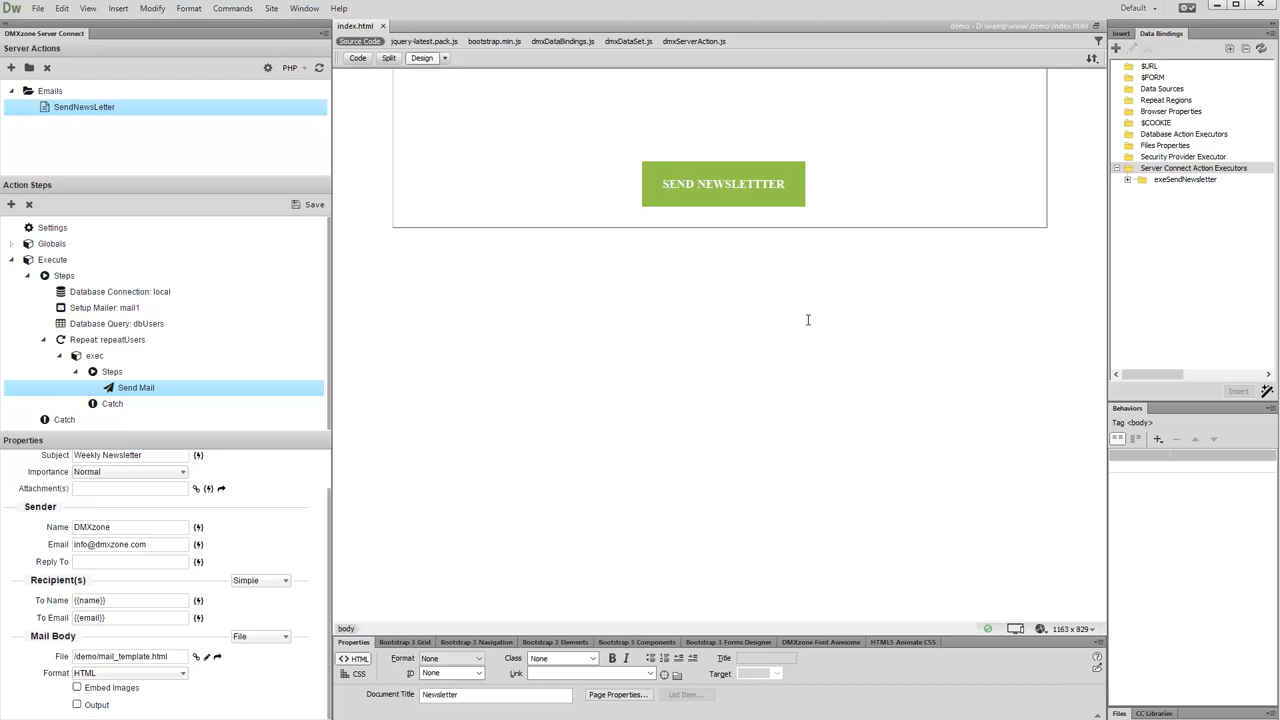 Dw File Edit View Insert Modify Format Commands Site Window Help Default
DMXzone Server Connect
Server Actions
PHP
Emails
SendNewsLetter
Action Steps
Save
Settings
Globals
Execute
Steps
Database Connection: local
Setup Mailer: mail1
Database Query: dbUsers
Repeat: repeatUsers
exec
Steps
Send Mail
Catch
Catch
Properties
Subject Weekly Newsletter
Importance Normal
Attachment(s)
Sender
Name DMXzone
Email info@dmxzone.com
Reply To
Recipient(s) Simple
To Name {{name}}
To Email {{email}}
Mail Body File
File /demo/mail_template.html
Format HTML
Embed Images
Output
index.html
demo - D:\wamp\www\demo\index.html
Source Code jquery-latest.pack.js bootstrap.min.js dmxDataBindings.js dmxDataSet.js dmxServerAction.js
Code Split Design
SEND NEWSLETTTER
body
1163 x 829
Properties Bootstrap 3 Grid Bootstrap 3 Navigation Bootstrap 3 Elements Bootstrap 3 Components Bootstrap 3 Forms Designer DMXzone Font Awesome HTML5 Animate CSS
<> HTML Format None Class None B I Title
CSS ID None Link Target
Document Title Newsletter Page Properties... List Item...
Insert Data Bindings
$URL
$FORM
Data Sources
Repeat Regions
Browser Properties
$COOKIE
Database Action Executors
Files Properties
Security Provider Executor
Server Connect Action Executors
exeSendNewsletter
Insert
Behaviors
Tag <body>
Files CC Libraries